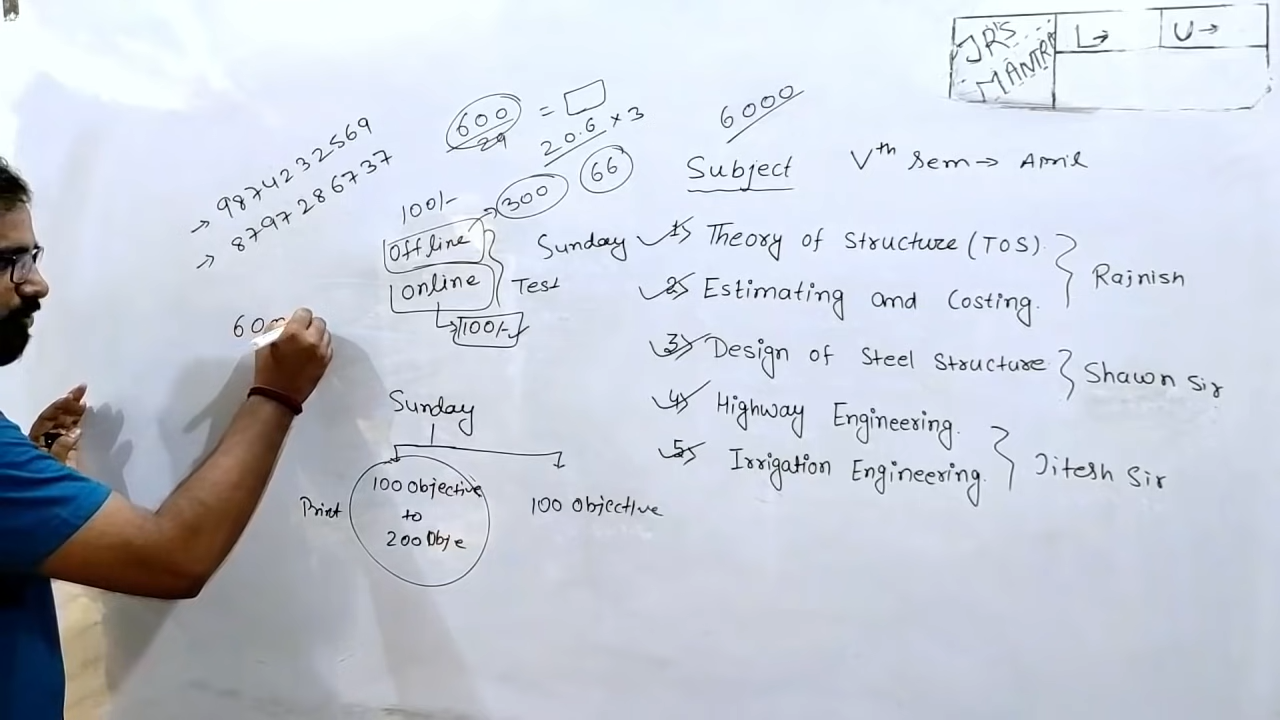 JR'S MANTRA
L→
U→
→ 9874232569
→ 8797286737
600 = 
29
20.6 × 3
66
6000
Subject
Vth Sem →
100/-
Offline → 300
Online
Test
Sunday
100/-
1) Theory of Structure (TOS).
2) Estimating and Costing.
Rajnish
3) Design of Steel Structure
Shawn Sir
4) Highway Engineering.
5) Irrigation Engineering.
Jitesh Sir
60
Sunday
Print
100 Objective
to
200 Obje
100 Objective